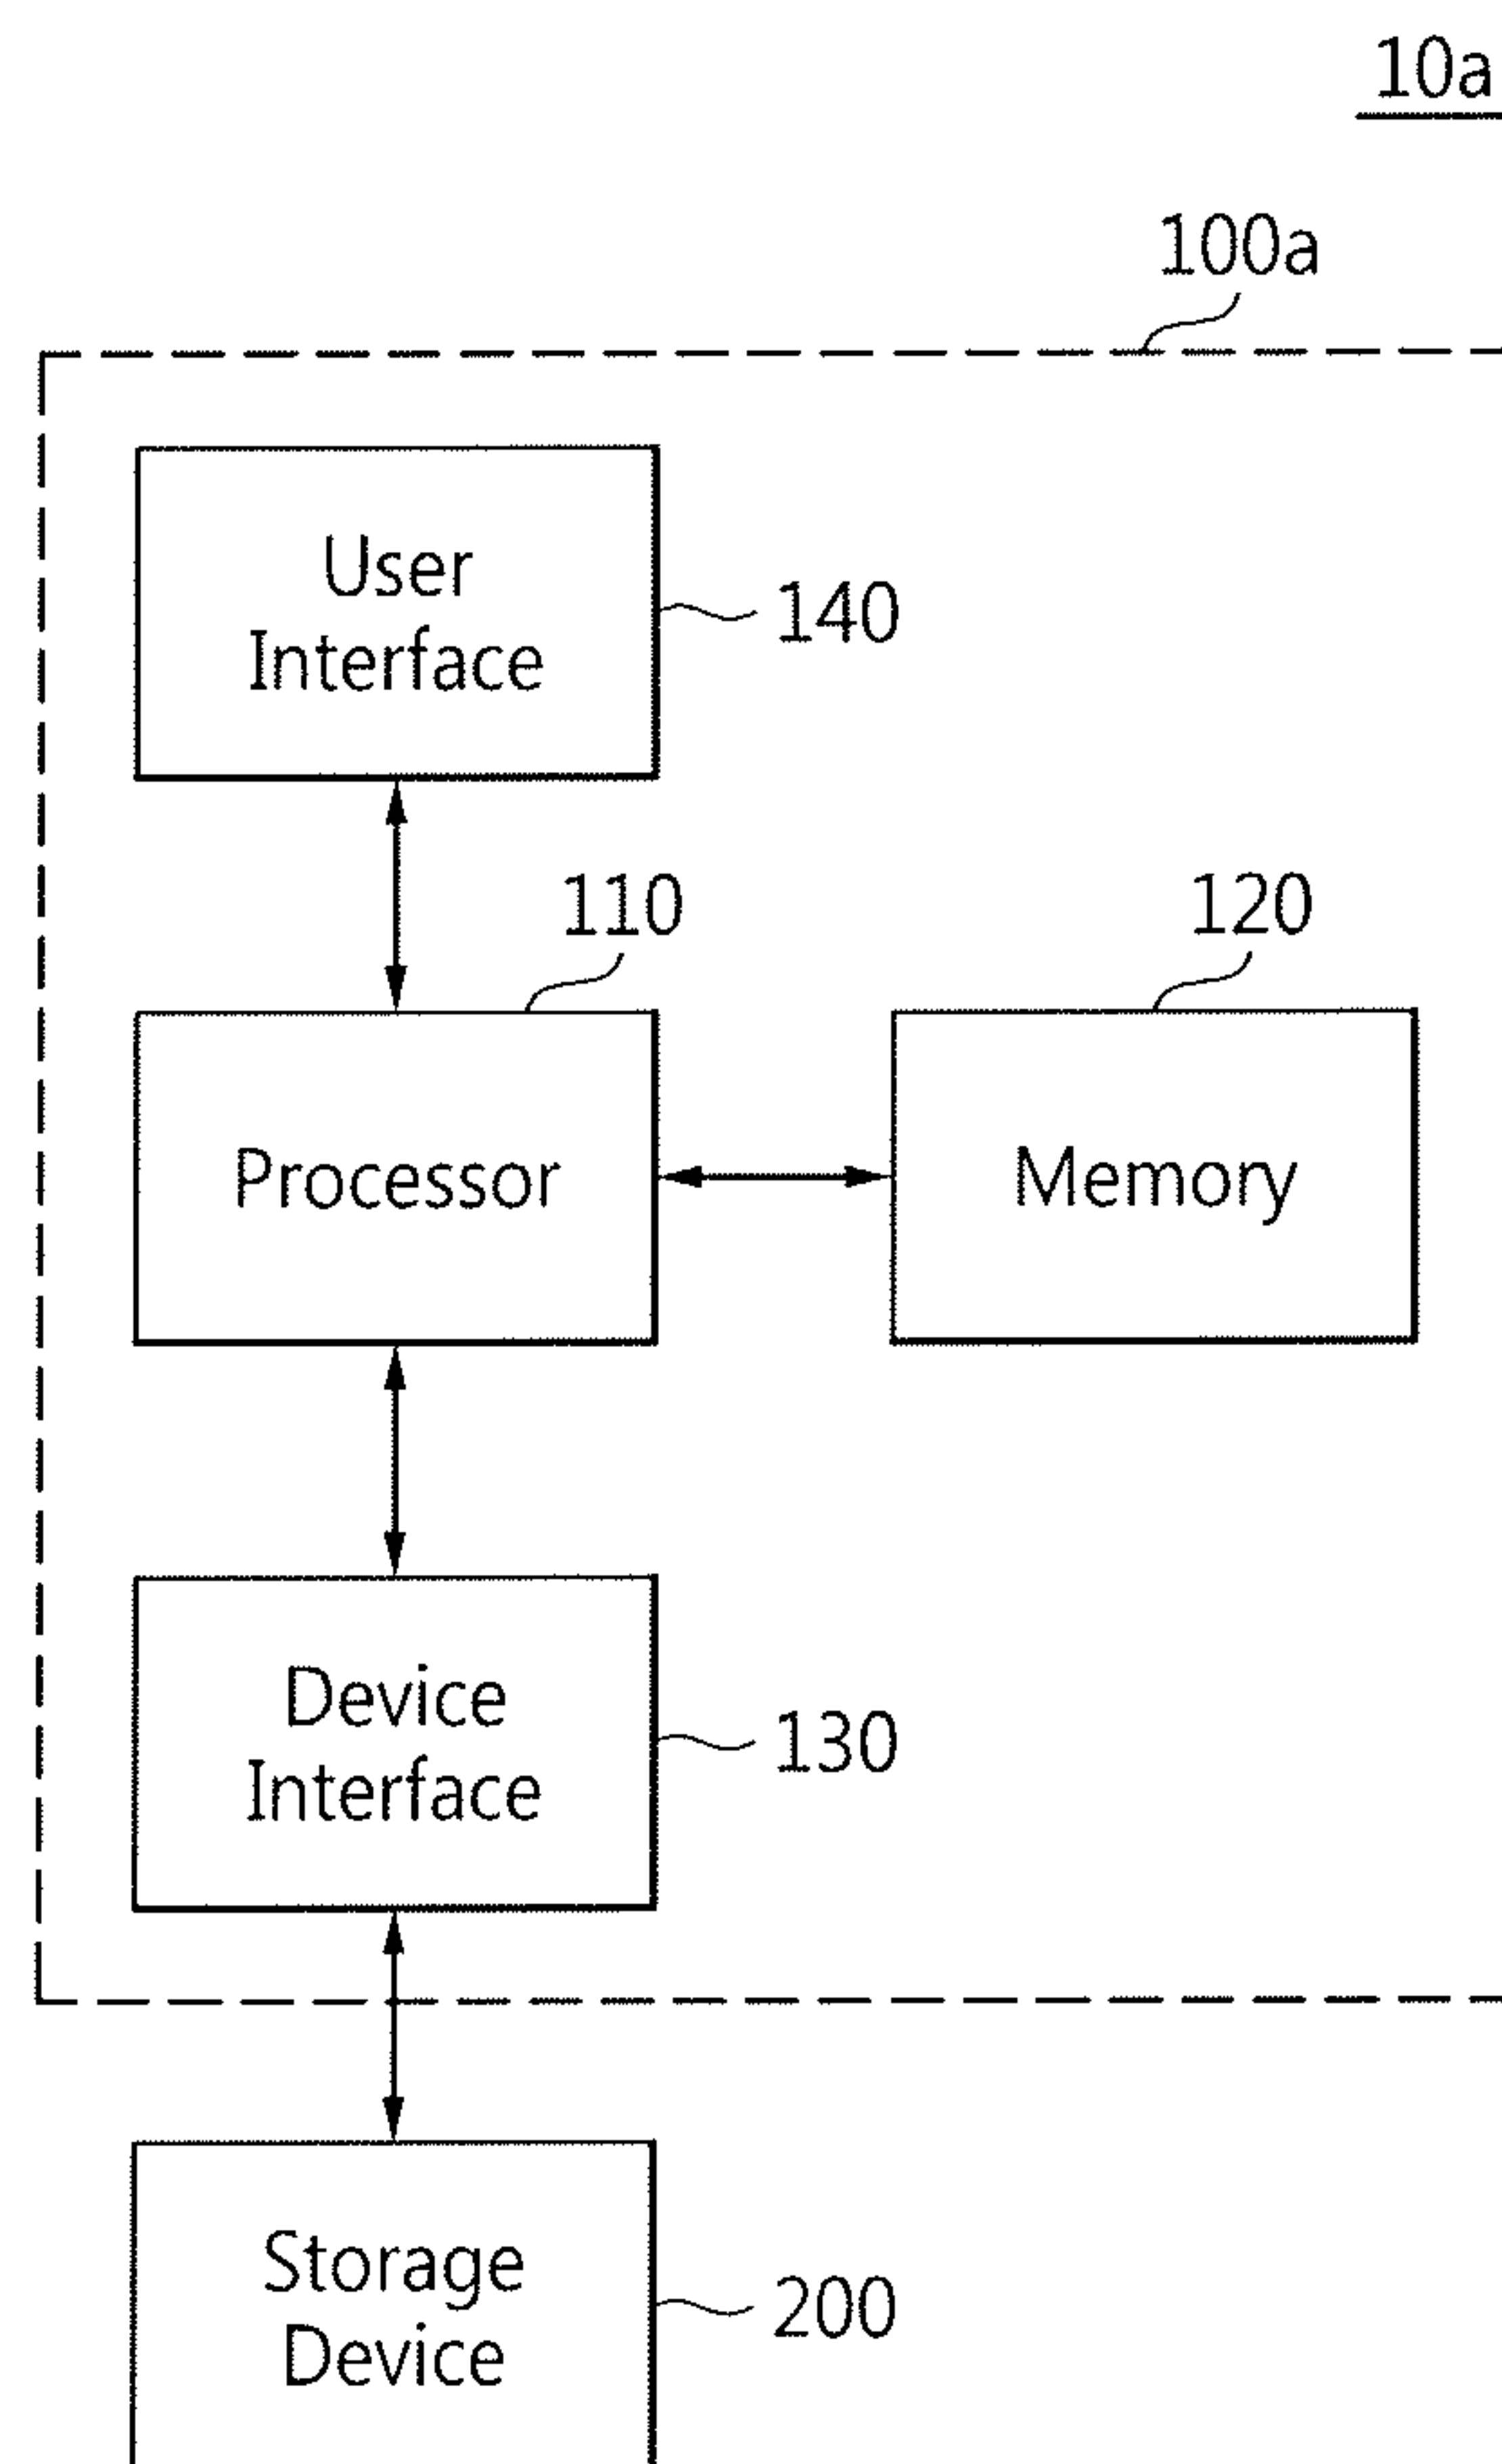 10a
100a
User
Interface
140
110
120
Processor
Memory
Device
Interface
130
Storage
Device
200